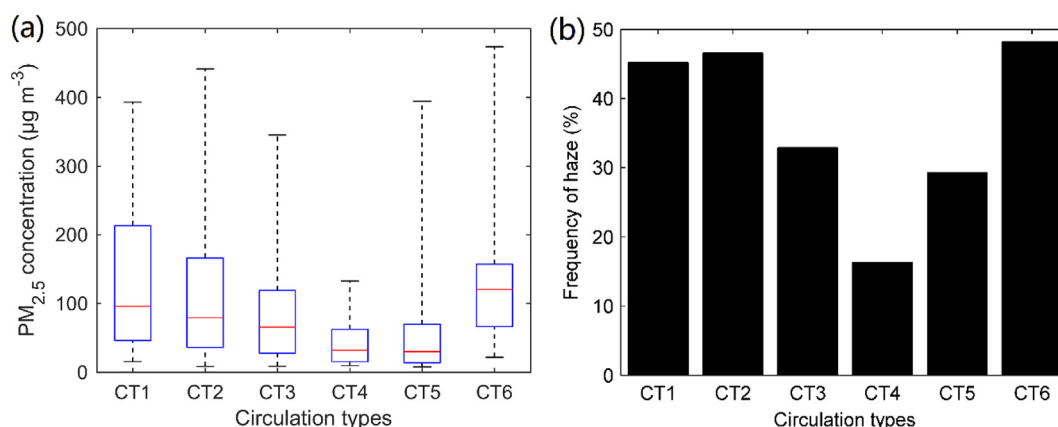 (a)
PM2.5 concentration (µg m-3)
500
400
300
200
100
0
CT1 CT2 CT3 CT4 CT5 CT6
Circulation types
(b)
Frequency of haze (%)
50
40
30
20
10
0
CT1 CT2 CT3 CT4 CT5 CT6
Circulation types